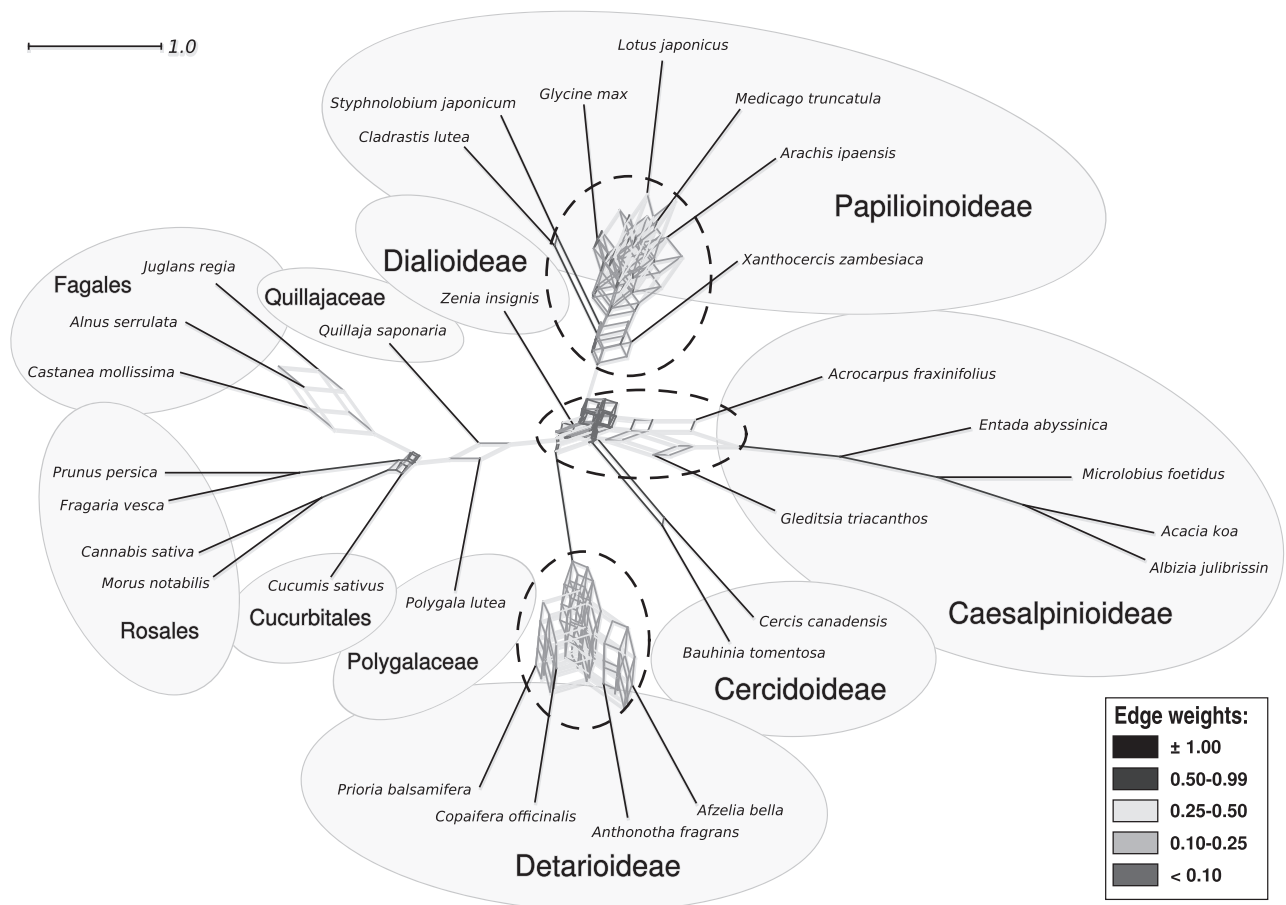 1.0
Lotus japonicus
Glycine max
Styphnolobium japonicum
Medicago truncatula
Cladrastis lutea
Arachis ipaensis
Papilioinoideae
Xanthocercis zambesiaca
Dialioideae
Zenia insignis
Juglans regia
Fagales
Quillajaceae
Alnus serrulata
Quillaja saponaria
Castanea mollissima
Acrocarpus fraxinifolius
Entada abyssinica
Microlobius foetidus
Prunus persica
Fragaria vesca
Gleditsia triacanthos
Acacia koa
Cannabis sativa
Albizia julibrissin
Morus notabilis
Cucumis sativus
Polygala lutea
Caesalpinioideae
Cucurbitales
Cercis canadensis
Rosales
Bauhinia tomentosa
Polygalaceae
Cercidoideae
Prioria balsamifera
Copaifera officinalis
Afzelia bella
Anthonotha fragrans
Detarioideae
Edge weights:
± 1.00
0.50-0.99
0.25-0.50
0.10-0.25
< 0.10